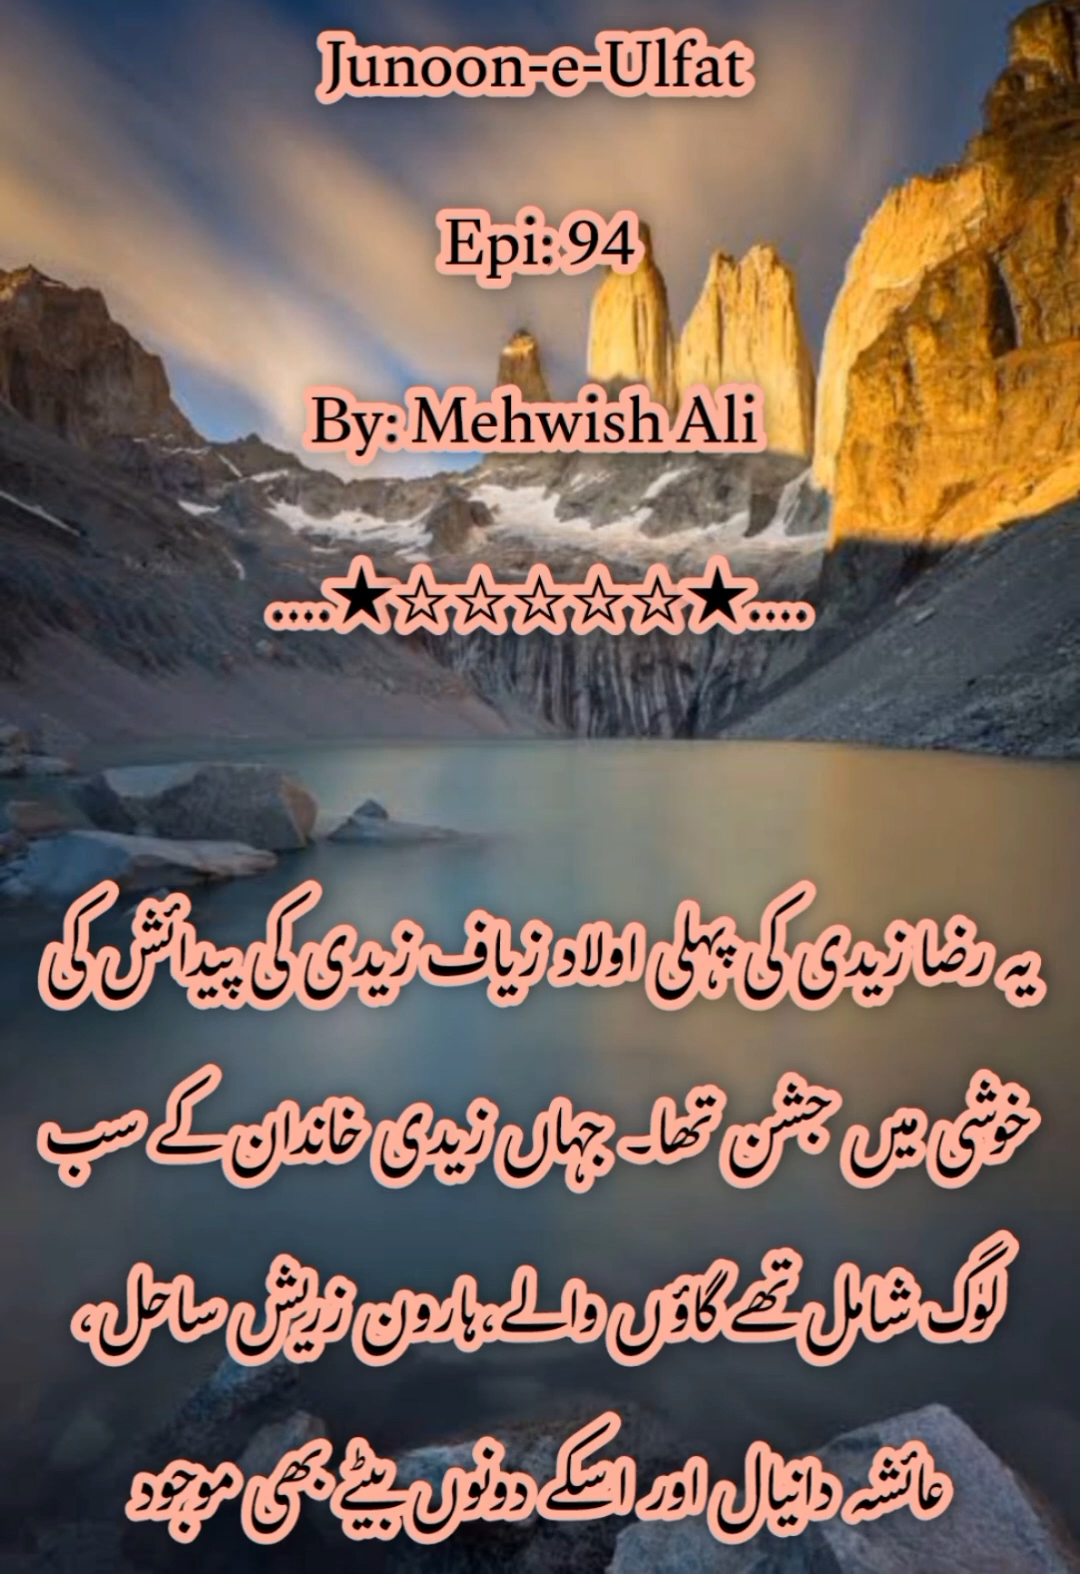 Junoon-e-Ulfat
Epi: 94
By: Mehwish Ali
....★☆☆☆☆☆★....
یہ رضا زیدی کی پہلی اولاد زیاف زیدی کی پیدائش کی
خوشی میں جشن تھا۔ جہاں زیدی خاندان کے سب
لوگ شامل تھے گاؤں والے،ہارون زریش ساحل،
عائشہ دانیال اور اسکے دونوں بیٹے بھی موجود